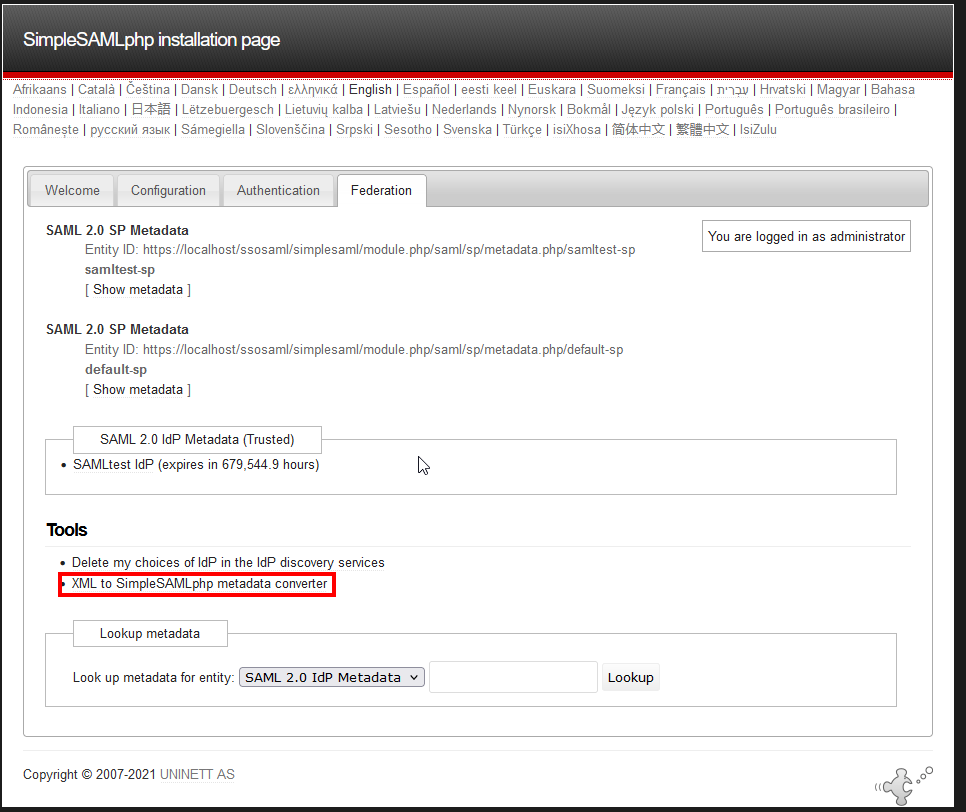 SimpleSAMLphp installation page
Afrikaans | Català | Čeština | Dansk | Deutsch | ελληνικά | English | Español | eesti keel | Euskara | Suomeksi | Français | עִבְרִית | Hrvatski | Magyar | Bahasa
Indonesia | Italiano | 日本語 | Lëtzebuergesch | Lietuvių kalba | Latviešu | Nederlands | Nynorsk | Bokmål | Język polski | Português | Português brasileiro |
Românește | русский язык | Sámegiella | Slovenščina | Srpski | Sesotho | Svenska | Türkçe | isiXhosa | 简体中文 | 繁體中文 | IsiZulu
Welcome Configuration Authentication Federation
You are logged in as administrator
SAML 2.0 SP Metadata
Entity ID: https://localhost/ssosaml/simplesaml/module.php/saml/sp/metadata.php/samltest-sp
samltest-sp
[ Show metadata ]
SAML 2.0 SP Metadata
Entity ID: https://localhost/ssosaml/simplesaml/module.php/saml/sp/metadata.php/default-sp
default-sp
[ Show metadata ]
SAML 2.0 IdP Metadata (Trusted)
• SAMLtest IdP (expires in 679,544.9 hours)
Tools
• Delete my choices of IdP in the IdP discovery services
• XML to SimpleSAMLphp metadata converter
Lookup metadata
Look up metadata for entity: SAML 2.0 IdP Metadata Lookup
Copyright © 2007-2021 UNINETT AS